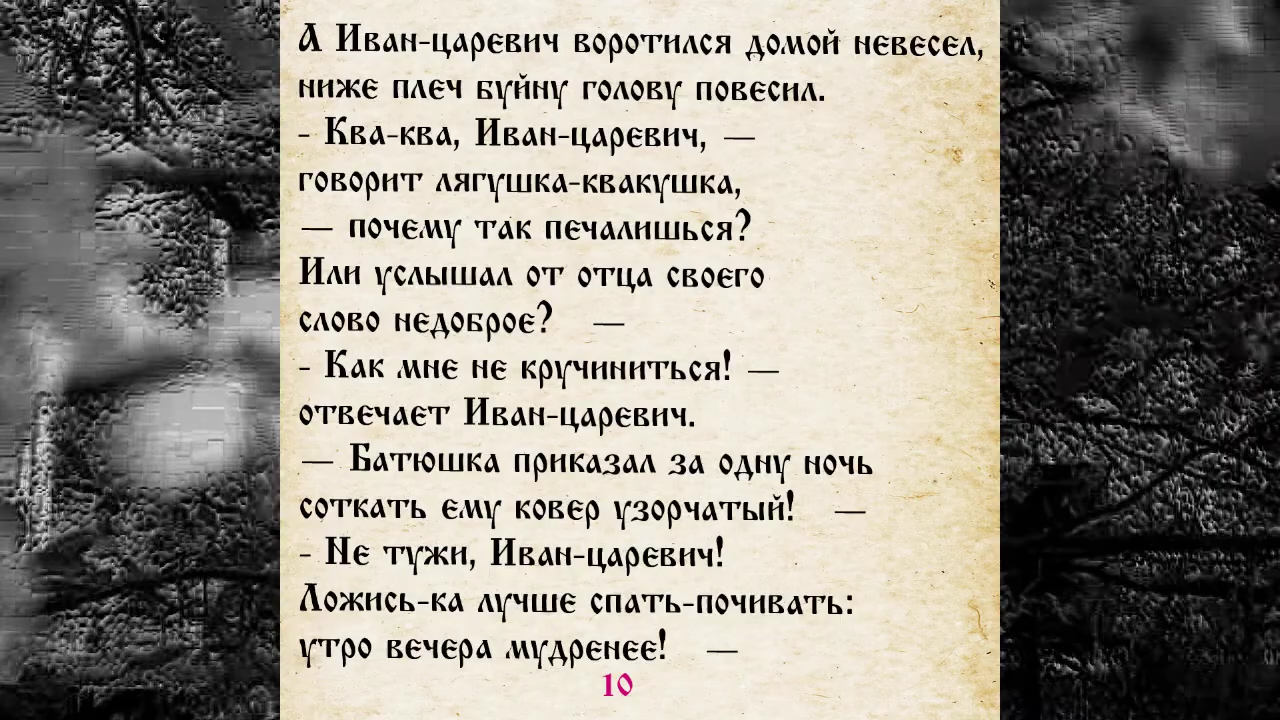 А Иван-царевич воротился домой невесел,
ниже плеч буйну голову повесил.
- Ква-ква, Иван-царевич, —
говорит лягушка-квакушка,
— почему так печалишься?
Или услышал от отца своего
слово недоброе? —
- Как мне не кручиниться! —
отвечает Иван-царевич.
— Батюшка приказал за одну ночь
соткать ему ковер узорчатый! —
- Не тужи, Иван-царевич!
Ложись-ка лучше спать-почивать:
утро вечера мудренее! —
10